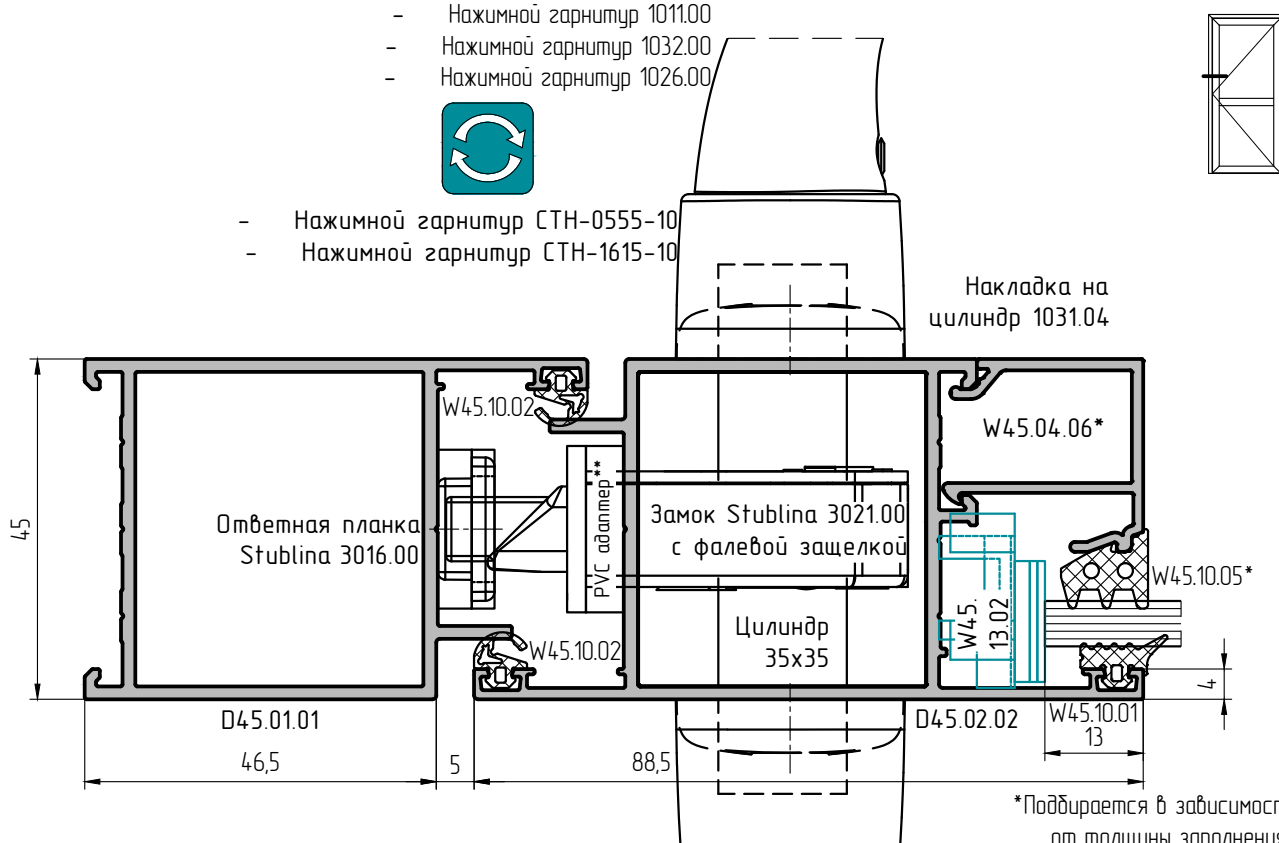 - Нажимной гарнитур 1011.00
- Нажимной гарнитур 1032.00
- Нажимной гарнитур 1026.00
- Нажимной гарнитур СТН-0555-10
- Нажимной гарнитур СТН-1615-10
Накладка на
цилиндр 1031.04
W45.10.02
W45.04.06*
45
Ответная планка
Stublina 3016.00
PVC адаптер**
Замок Stublina 3021.00
с фалевой защелкой
W45.10.05*
W45.
13.02
Цилиндр
35x35
W45.10.02
4
D45.01.01
D45.02.02
W45.10.01
13
46,5
5
88,5
*Подбирается в зависимост
от толщины заполнения